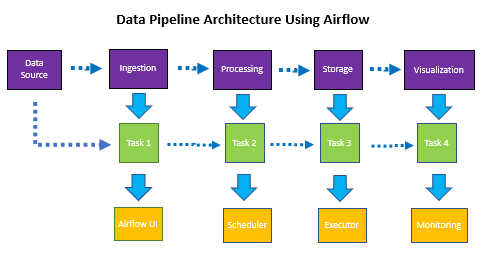 Data Pipeline Architecture Using Airflow
Data
Source
Ingestion
Processing
Storage
Visualization
Task 1
Task 2
Task 3
Task 4
Airflow UI
Scheduler
Executor
Monitoring